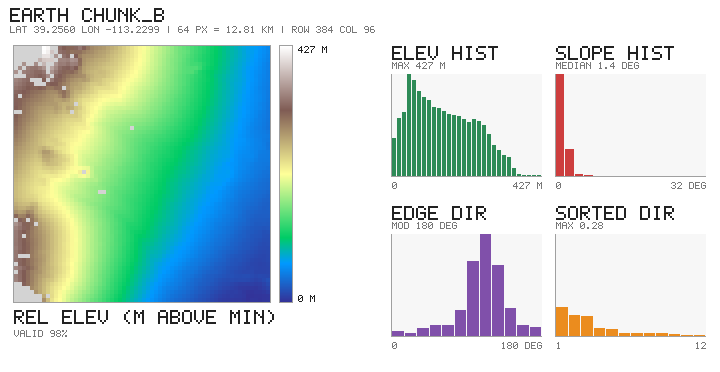 EARTH CHUNK_B
LAT 39.2560 LON -113.2299 | 64 PX = 12.81 KM | ROW 384 COL 96
427 M
0 M
REL ELEV (M ABOVE MIN)
VALID 98%
ELEV HIST
MAX 427 M
0 427 M
SLOPE HIST
MEDIAN 1.4 DEG
0 32 DEG
EDGE DIR
MOD 180 DEG
0 180 DEG
SORTED DIR
MAX 0.28
1 12